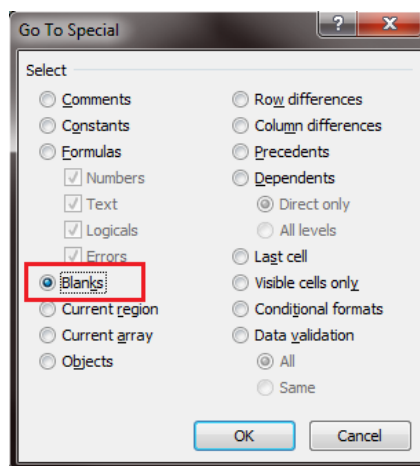 Go To Special
?
X
Select
Comments
Constants
Formulas
Numbers
Text
Logicals
Errors
Blanks
Current region
Current array
Objects
Row differences
Column differences
Precedents
Dependents
Direct only
All levels
Last cell
Visible cells only
Conditional formats
Data validation
All
Same
OK
Cancel